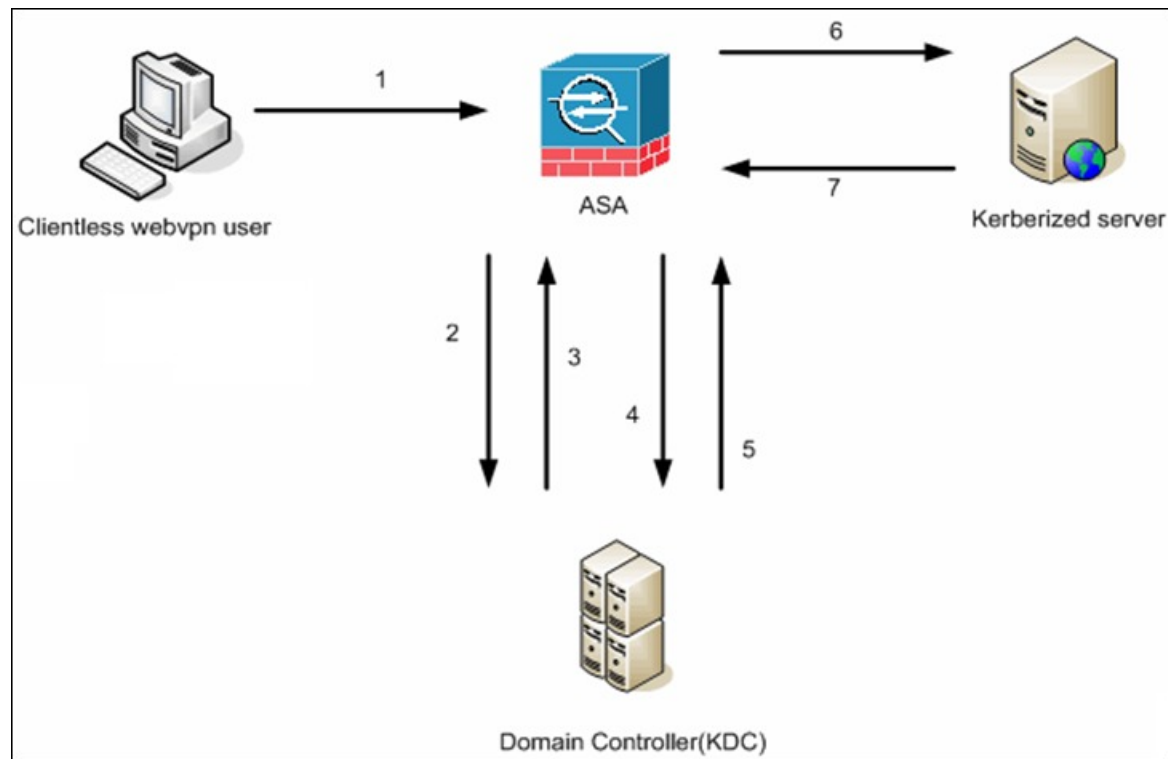 1
6
7
ASA
Clientless webvpn user
Kerberized server
2
3
4
5
Domain Controller(KDC)